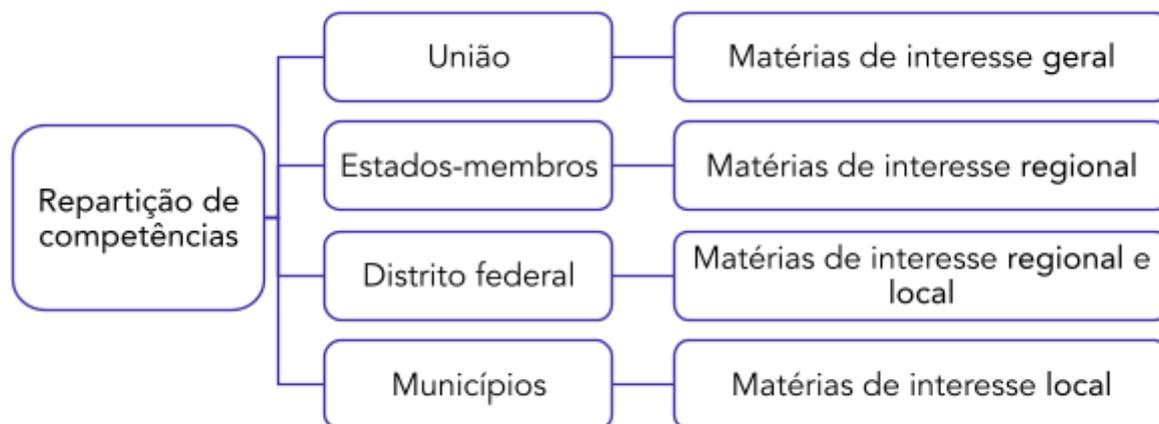 Repartição de
competências
União
Matérias de interesse geral
Estados-membros
Matérias de interesse regional
Distrito federal
Matérias de interesse regional e
local
Municípios
Matérias de interesse local